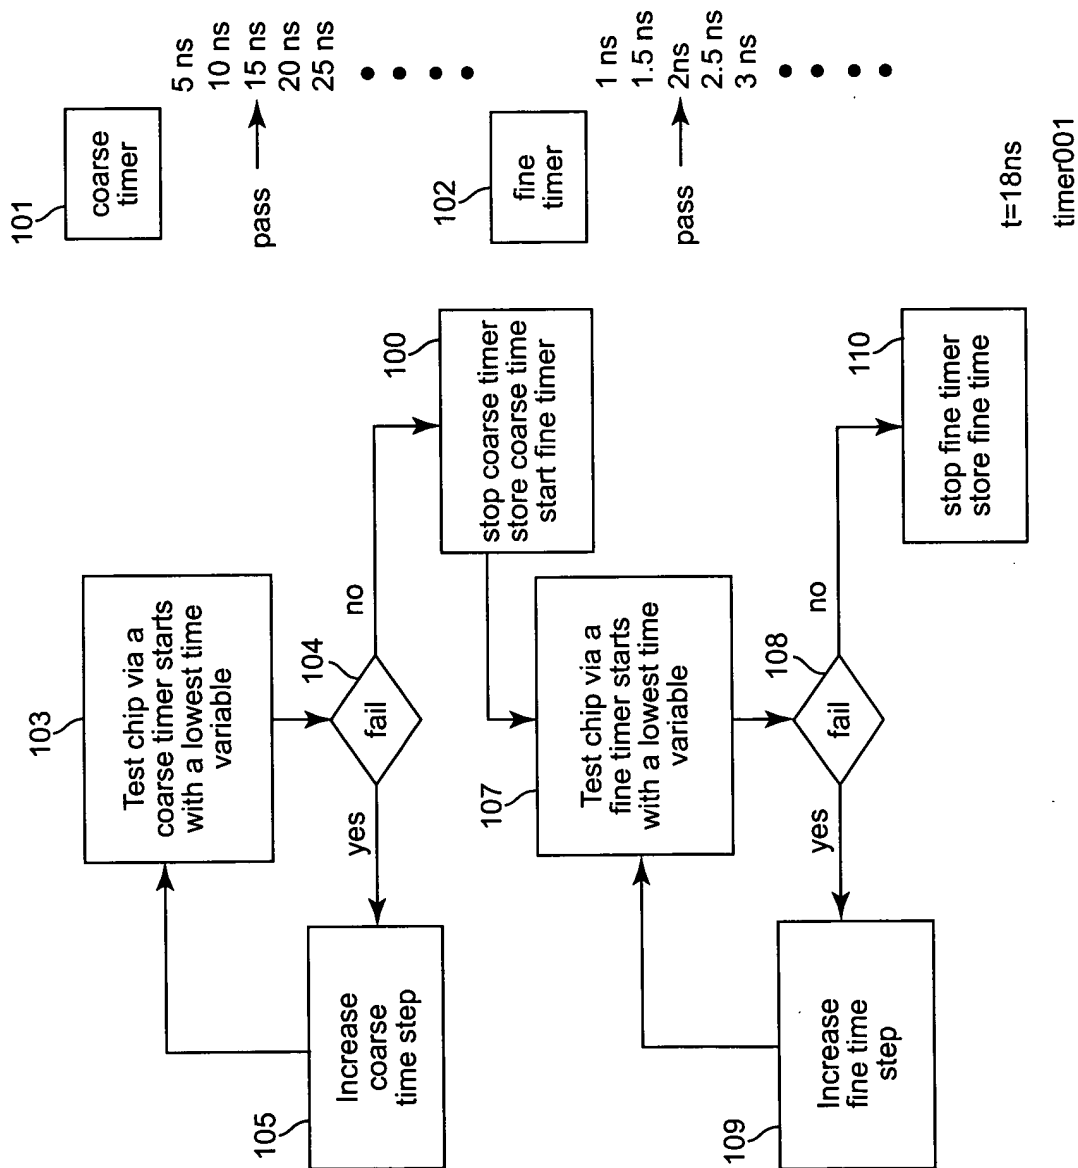 101
coarse
timer
5 ns
10 ns
pass
15 ns
20 ns
25 ns
102
fine
timer
1 ns
1.5 ns
pass
2ns
2.5 ns
3 ns
t=18ns
timer001
103
Test chip via a
coarse timer starts
with a lowest time
variable
104
fail
yes
no
105
Increase
coarse
time step
100
stop coarse timer
store coarse time
start fine timer
107
Test chip via a
fine timer starts
with a lowest time
variable
108
fail
yes
no
109
Increase
fine time
step
110
stop fine timer
store fine time